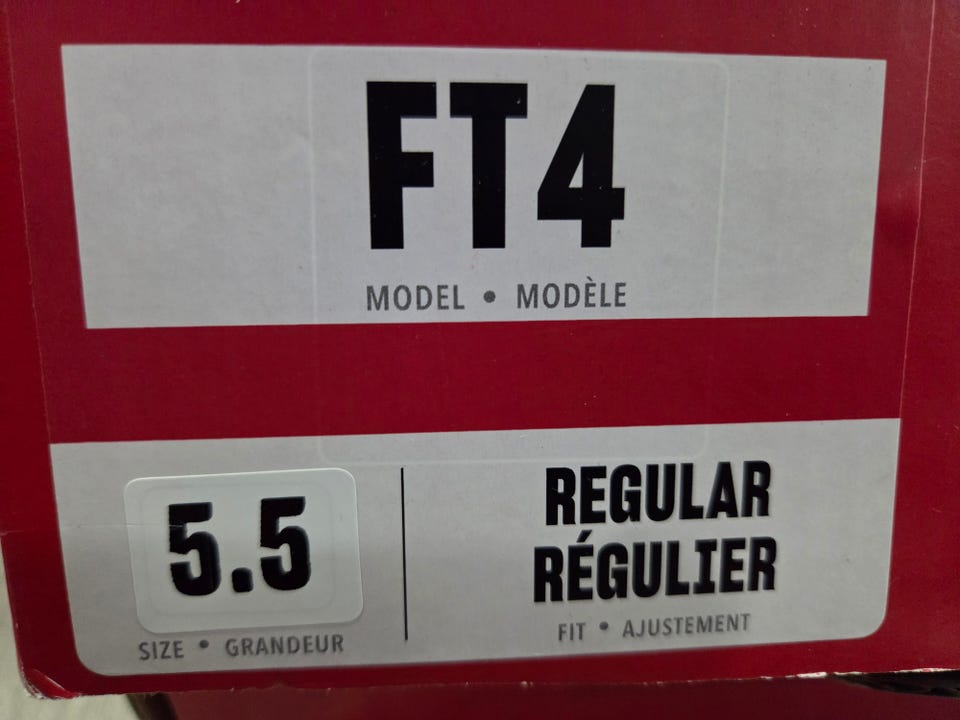 FT4
MODEL • MODÈLE
5.5
SIZE • GRANDEUR
REGULAR
RÉGULIER
FIT • AJUSTEMENT